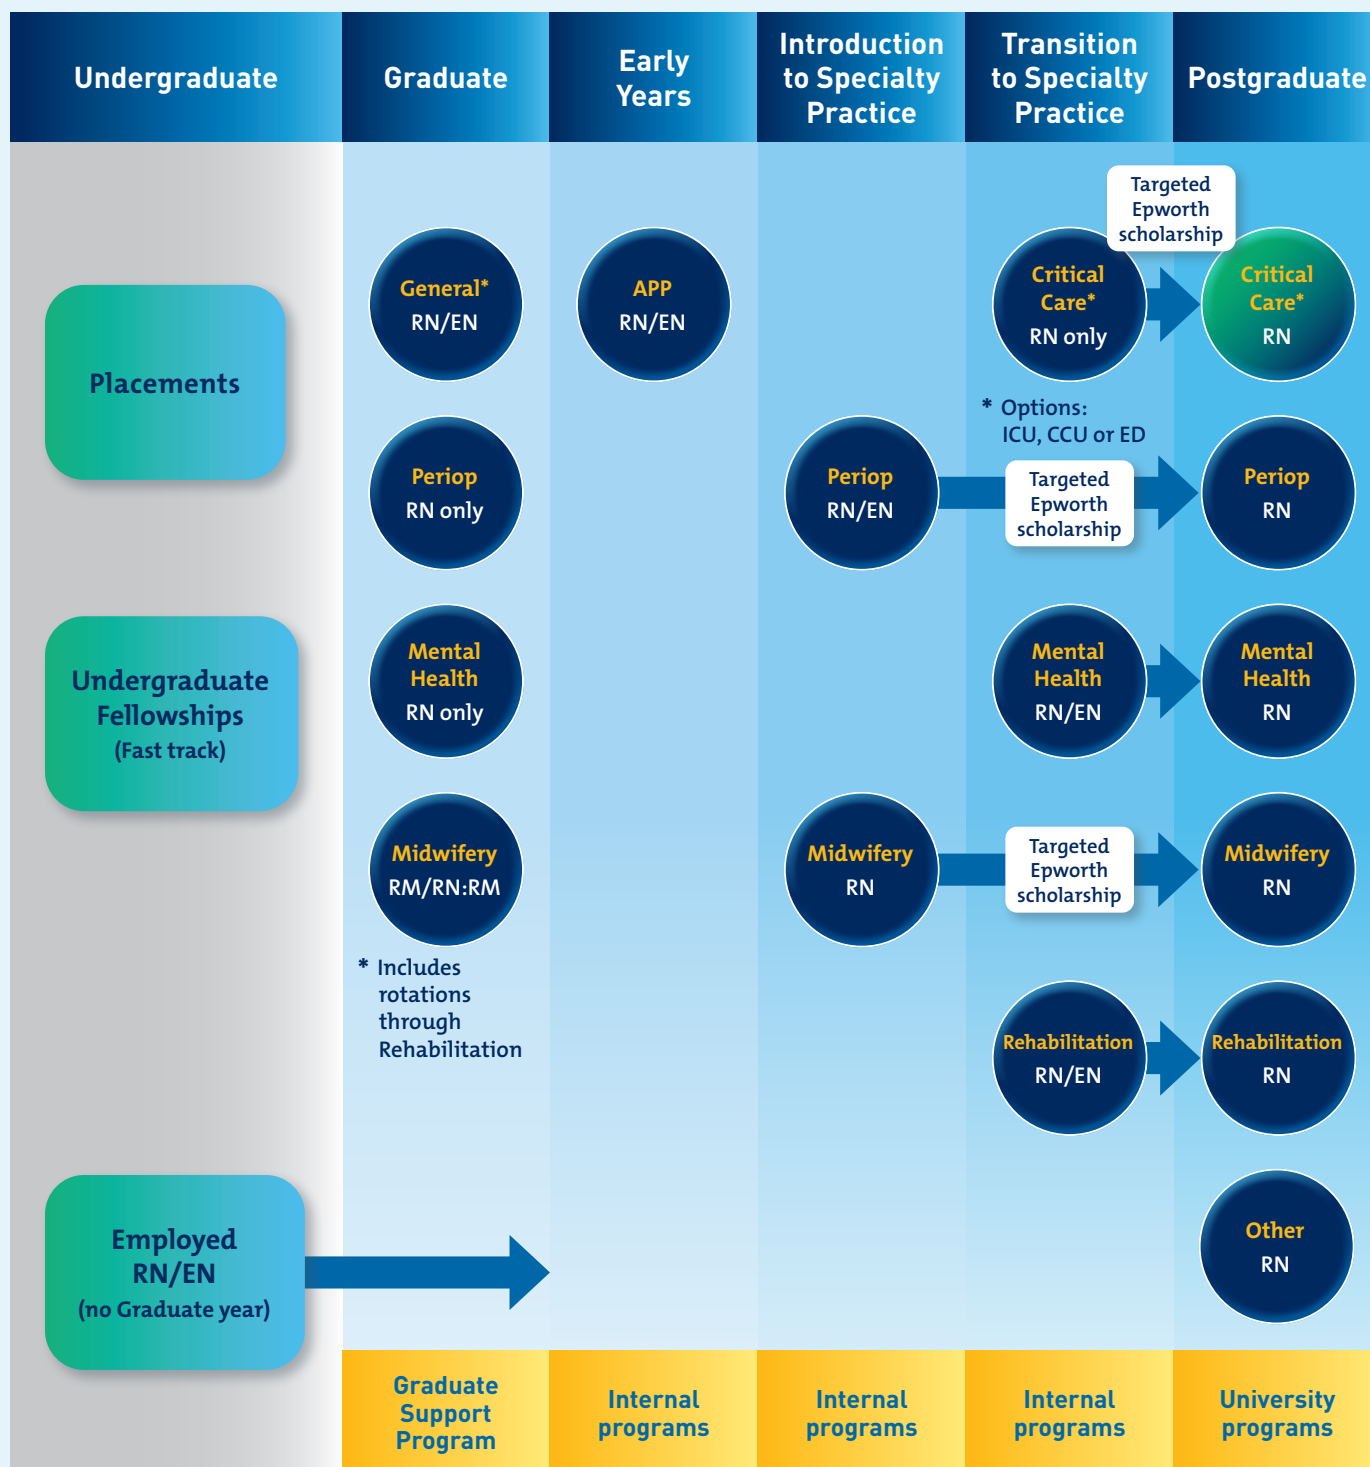 Undergraduate
Graduate
Early
Years
Introduction
to Specialty
Practice
Transition
to Specialty
Practice
Postgraduate
Placements
Undergraduate
Fellowships
(Fast track)
Employed
RN/EN
(no Graduate year)
General*
RN/EN
Periop
RN only
Mental
Health
RN only
Midwifery
RM/RN:RM
* Includes
rotations
through
Rehabilitation
APP
RN/EN
Periop
RN/EN
Midwifery
RN
Critical
Care*
RN only
* Options:
ICU, CCU or ED
Targeted
Epworth
scholarship
Targeted
Epworth
scholarship
Mental
Health
RN/EN
Targeted
Epworth
scholarship
Rehabilitation
RN/EN
Critical
Care*
RN
Periop
RN
Mental
Health
RN
Midwifery
RN
Rehabilitation
RN
Other
RN
Graduate
Support
Program
Internal
programs
Internal
programs
Internal
programs
University
programs